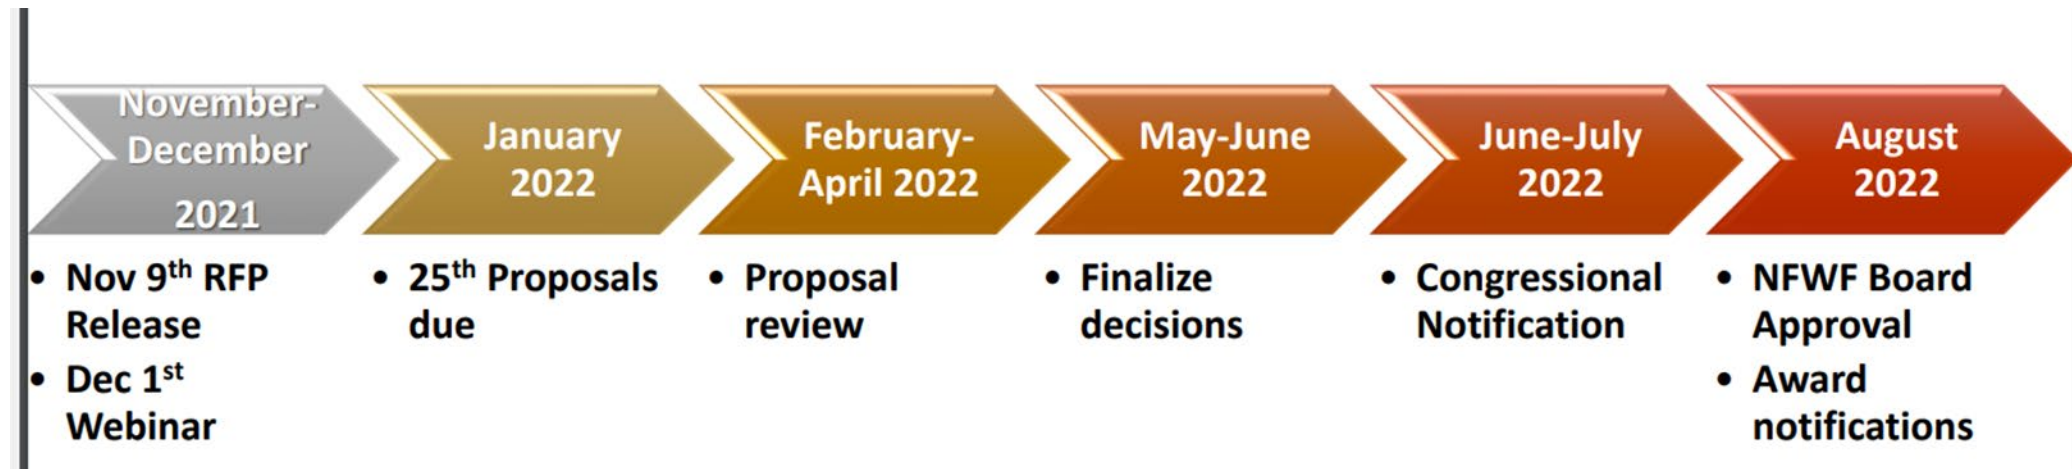 November-
December
2021
• Nov 9th RFP
Release
• Dec 1st
Webinar
January
2022
• 25th Proposals
due
February-
April 2022
• Proposal
review
May-June
2022
• Finalize
decisions
June-July
2022
• Congressional
Notification
August
2022
• NFWF Board
Approval
• Award
notifications